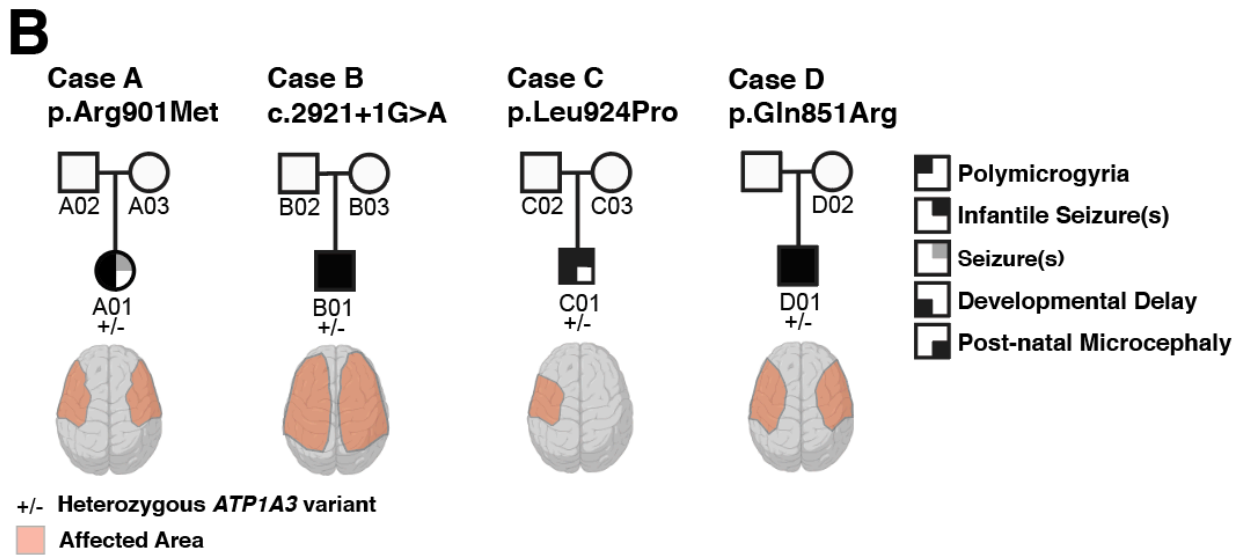 B
Case A
p.Arg901Met
Case B
c.2921+1G>A
Case C
p.Leu924Pro
Case D
p.Gln851Arg
A02 A03
B02 B03
C02 C03
D02
A01
+/-
B01
+/-
C01
+/-
D01
+/-
Polymicrogyria
Infantile Seizure(s)
Seizure(s)
Developmental Delay
Post-natal Microcephaly
+/- Heterozygous ATP1A3 variant
Affected Area